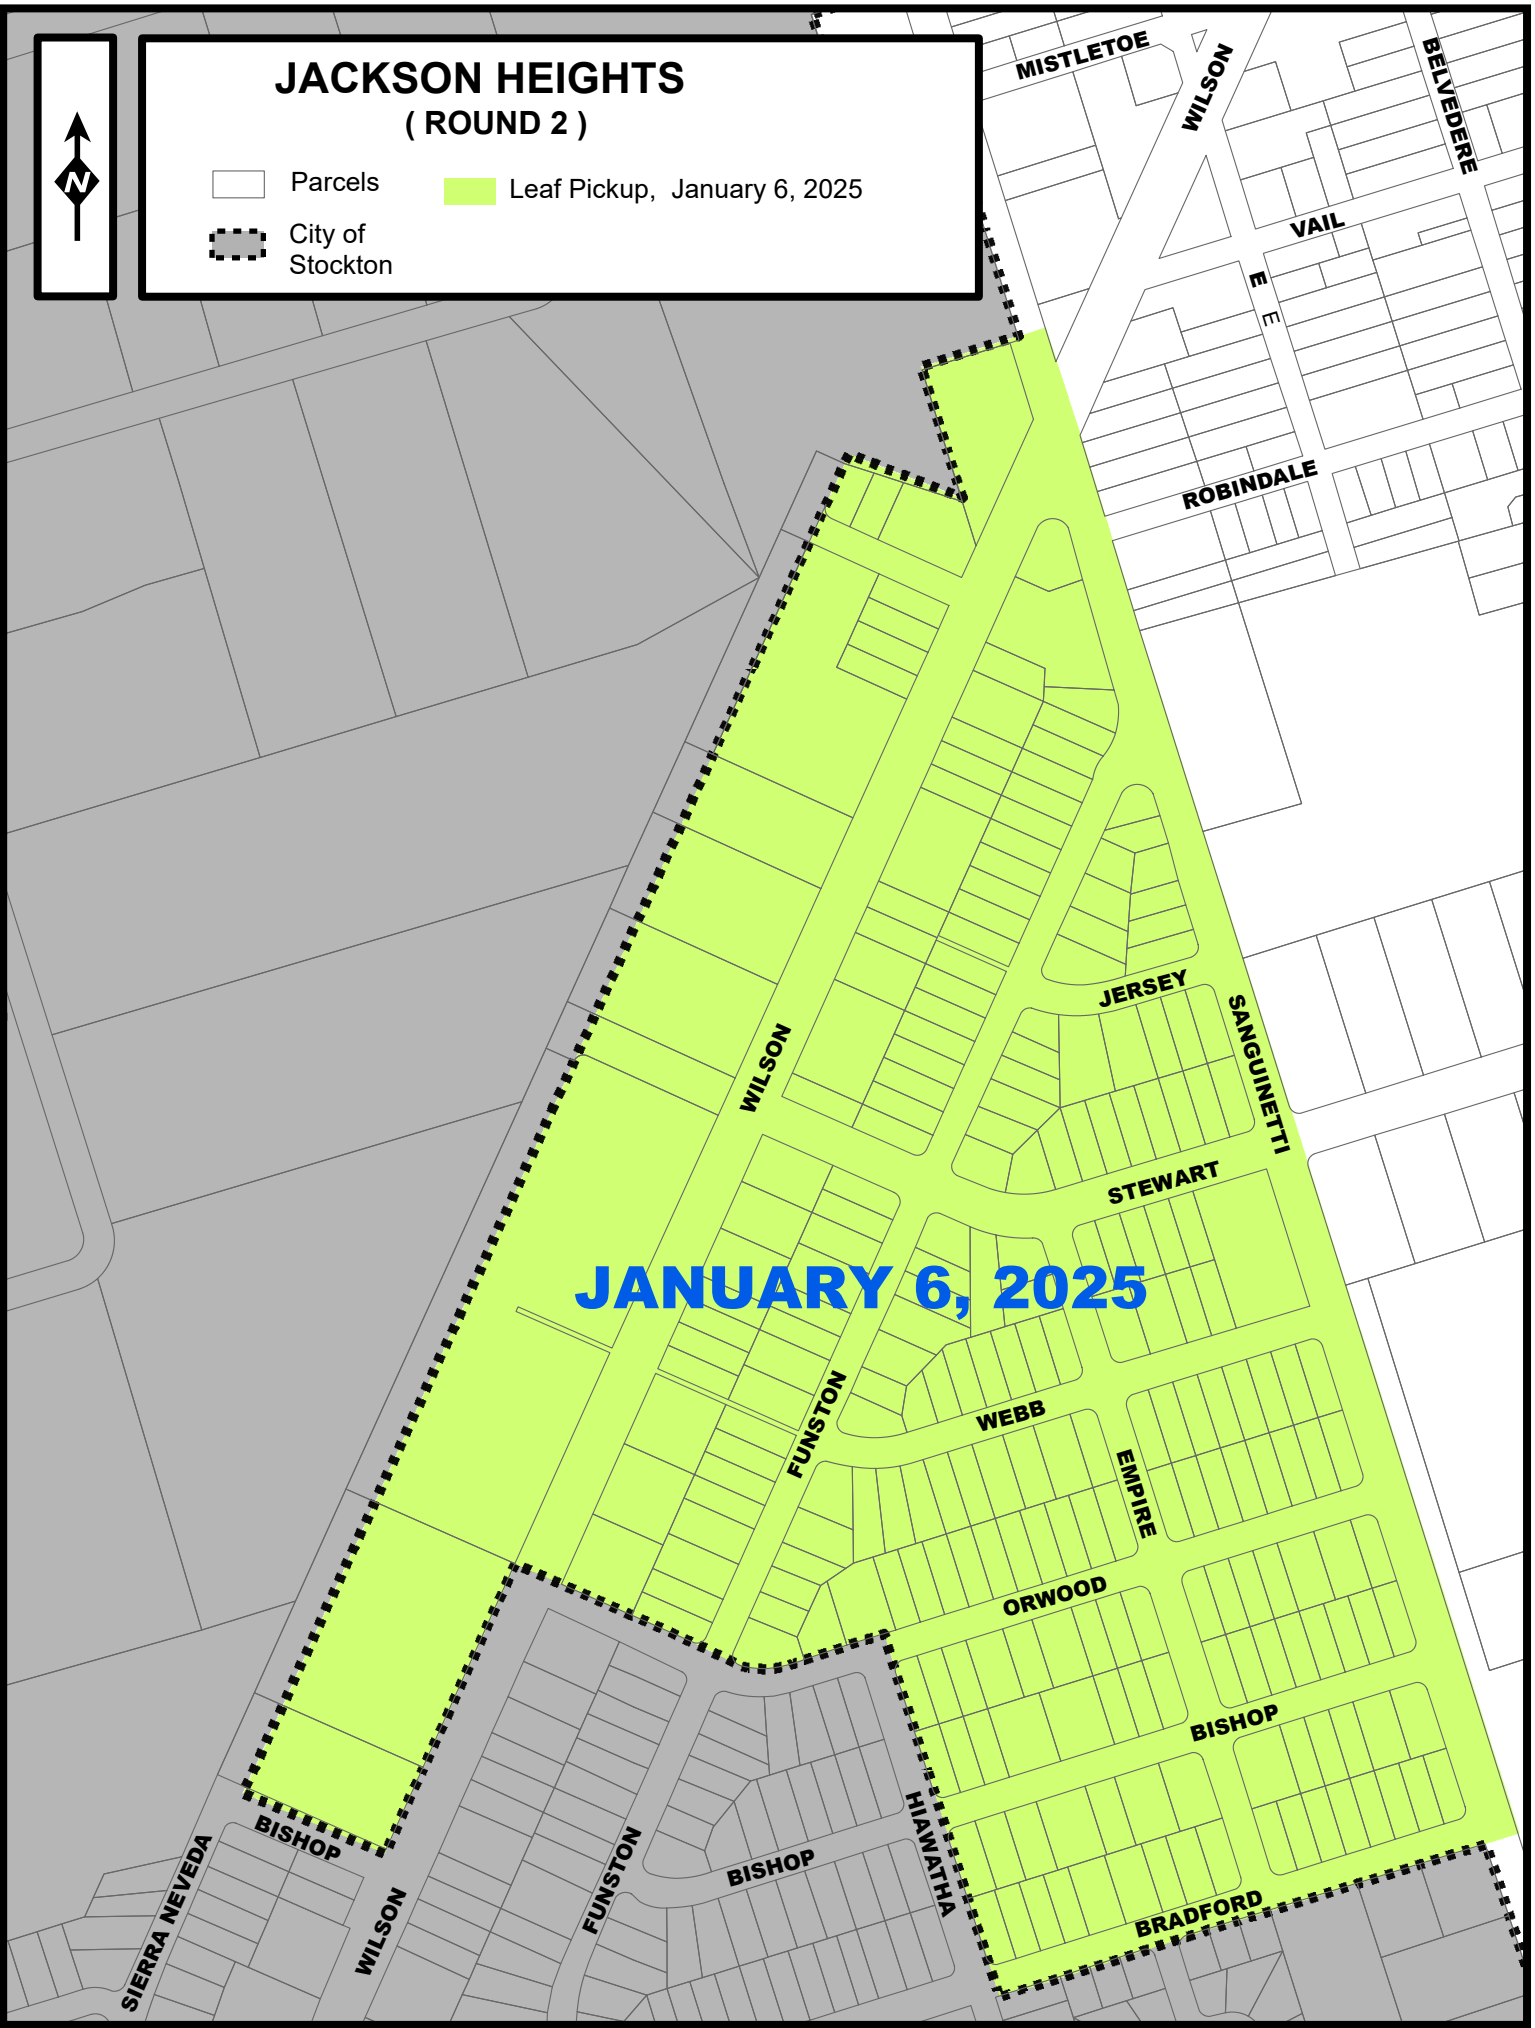 JACKSON HEIGHTS
( ROUND 2 )
Parcels
Leaf Pickup, January 6, 2025
City of
Stockton
N
MISTLETOE
WILSON
BELVEDERE
VAIL
E
E
ROBINDALE
JERSEY
SANGUINETTI
WILSON
STEWART
JANUARY 6, 2025
FUNSTON
WEBB
EMPIRE
ORWOOD
BISHOP
HIAWATHA
BISHOP
BISHOP
FUNSTON
SIERRA NEVEDA
WILSON
BRADFORD